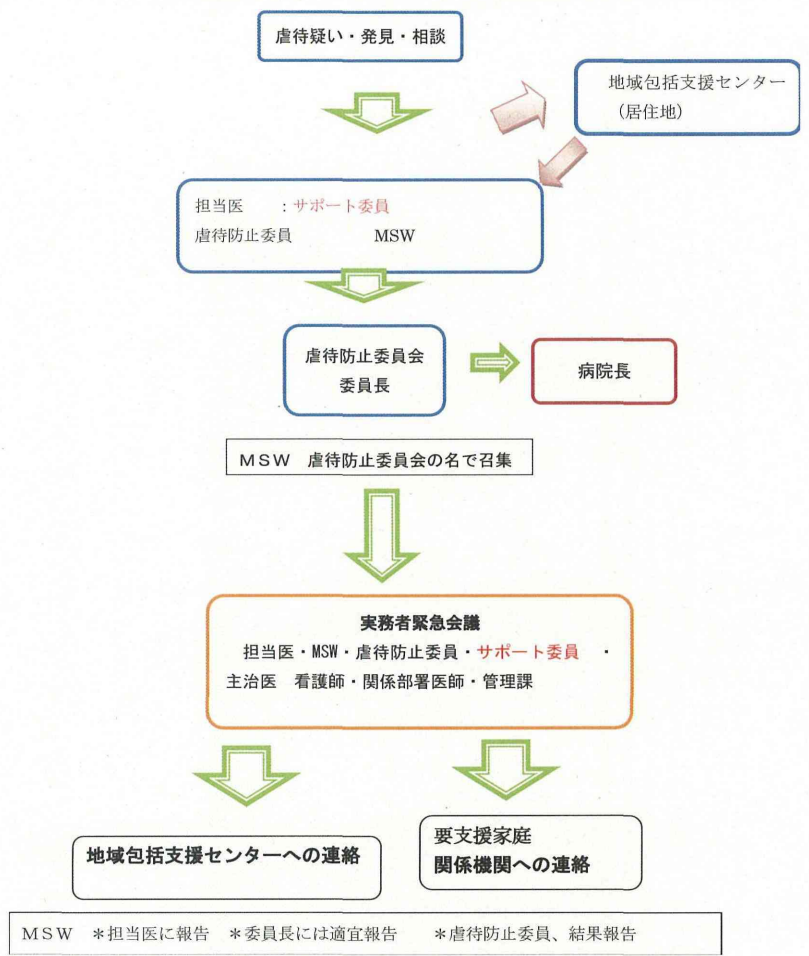 虐待疑い・発見・相談
地域包括支援センター
(居住地)
担当医　　：サポート委員
虐待防止委員　　　　MSW
虐待防止委員会
委員長
病院長
ＭＳＷ　虐待防止委員会の名で召集
実務者緊急会議
担当医・MSW・虐待防止委員・サポート委員　・
主治医　看護師・関係部署医師・管理課
地域包括支援センターへの連絡
要支援家庭
関係機関への連絡
ＭＳＷ　＊担当医に報告　＊委員長には適宜報告　　＊虐待防止委員、結果報告